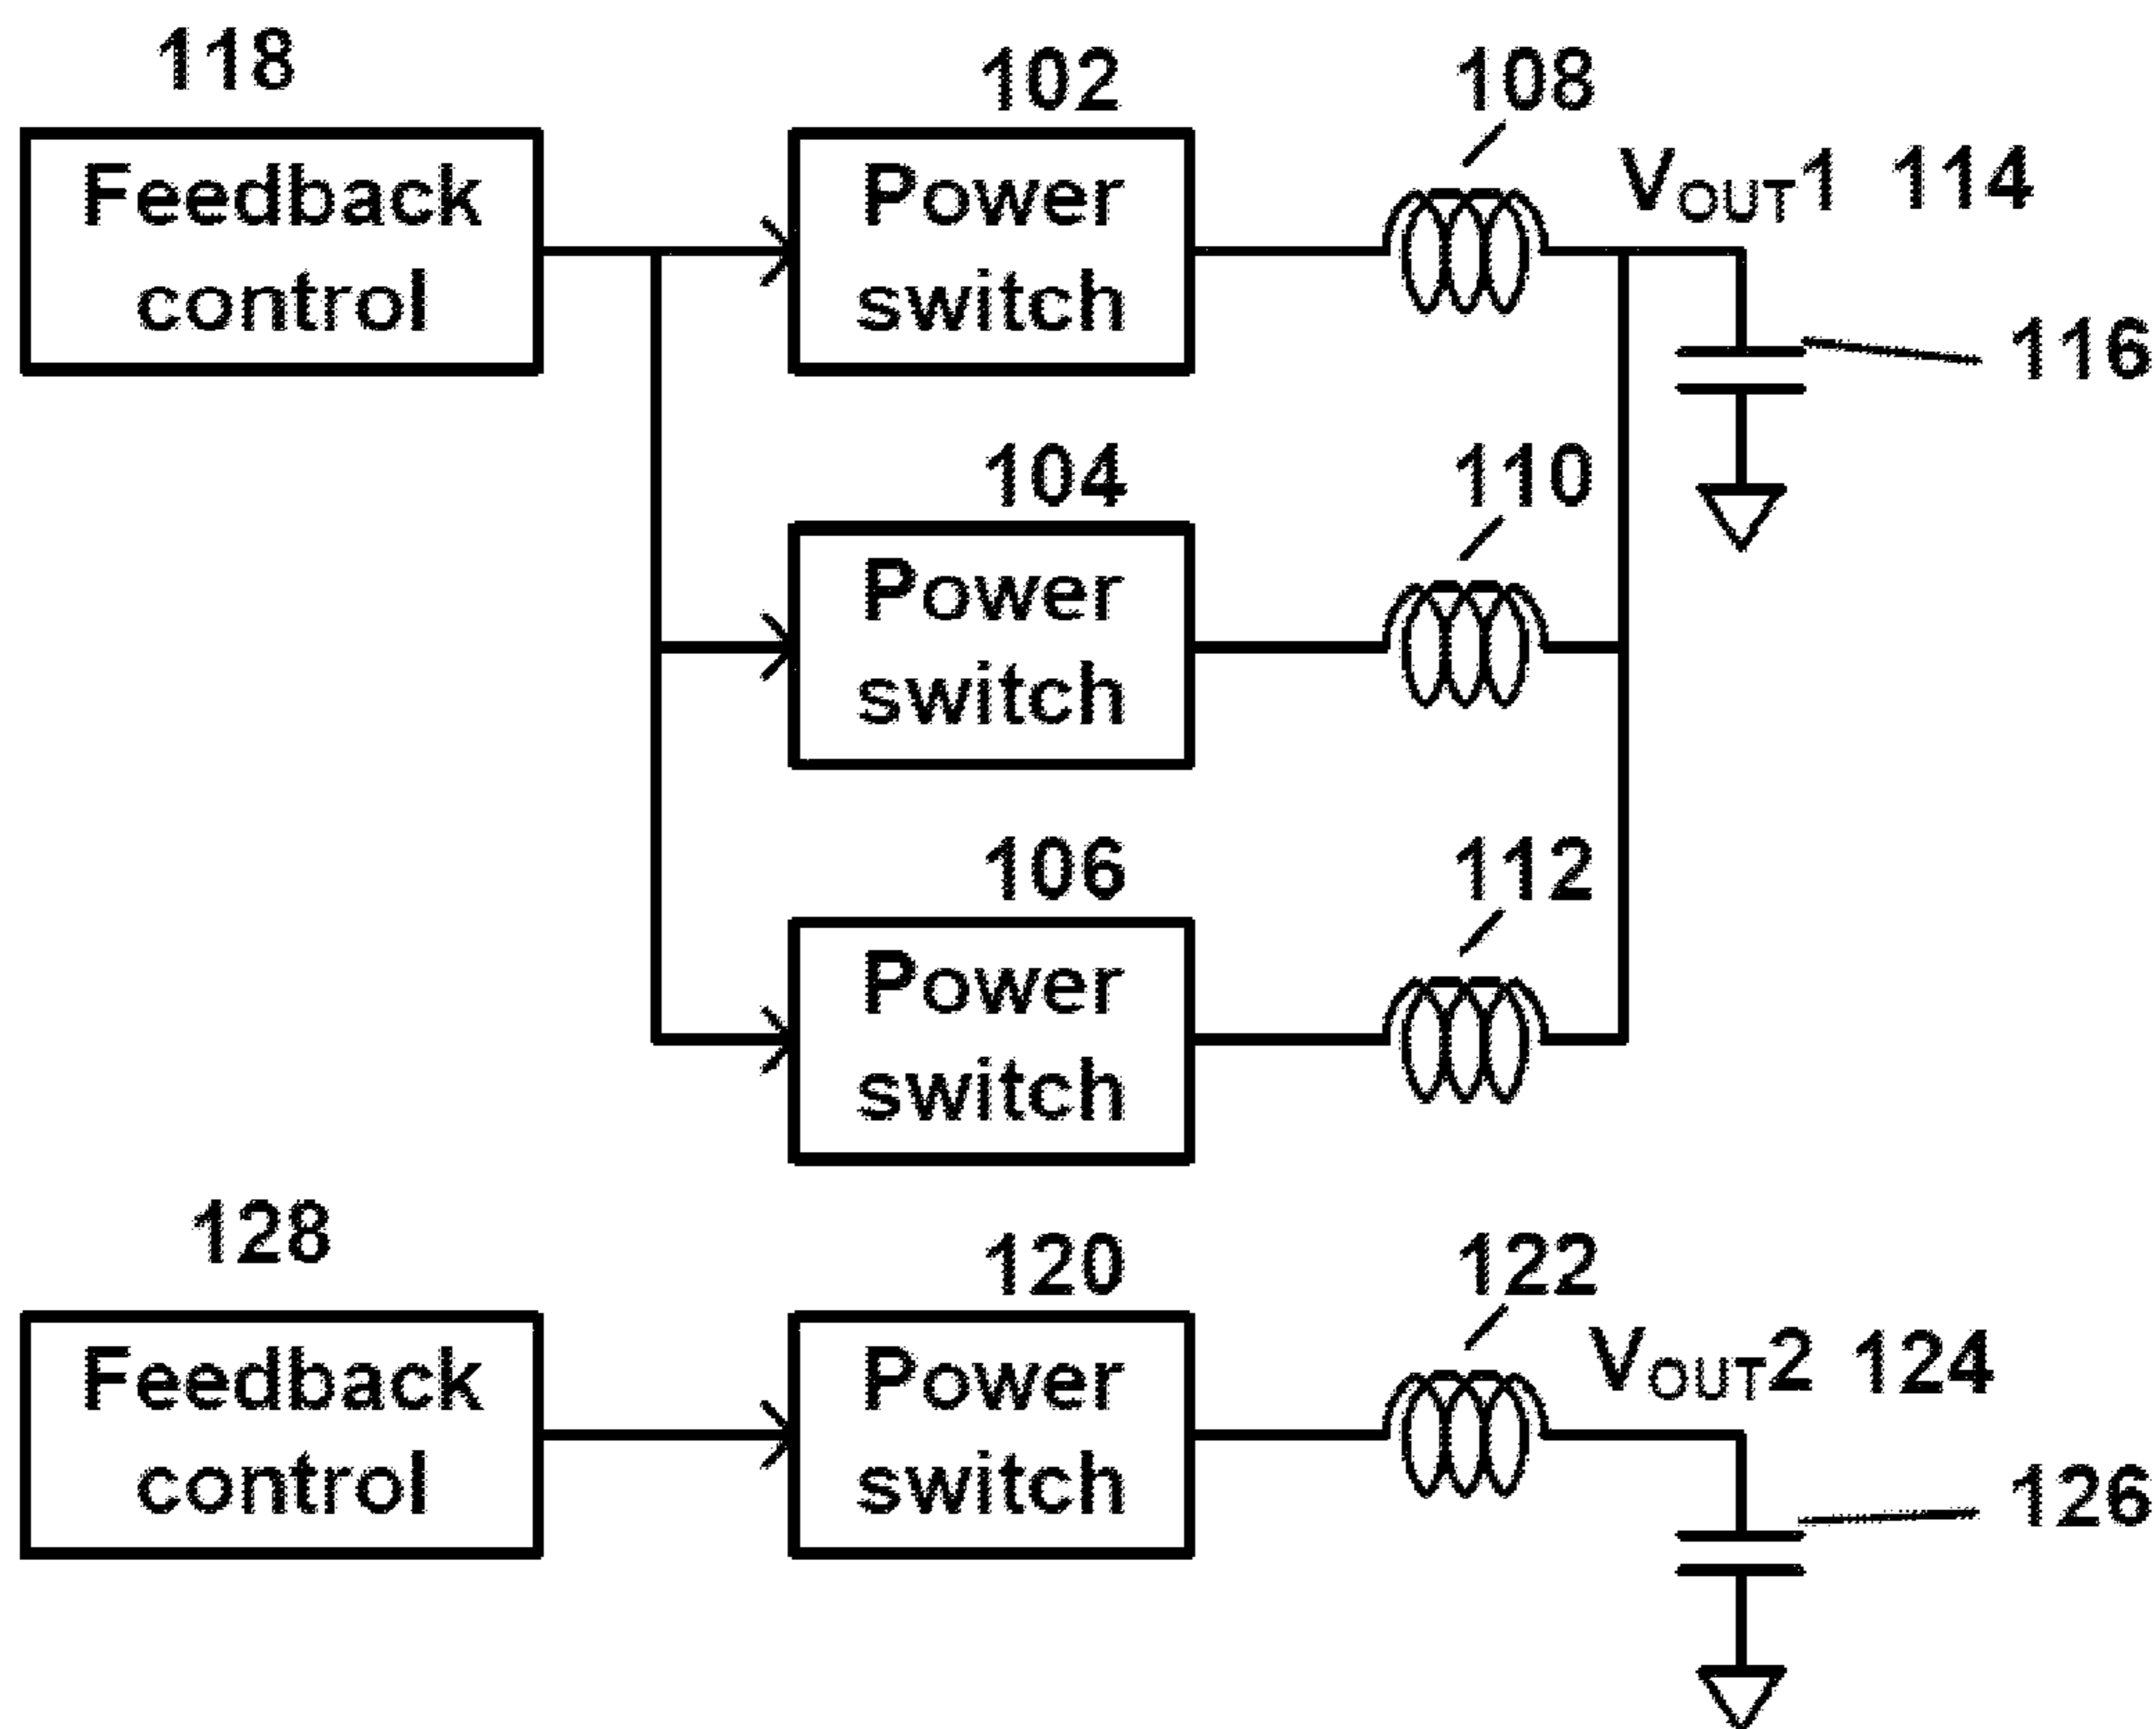 118
102
108
Feedback
control
Power
switch
VOUT1 114
116
104
110
Power
switch
106
112
Power
switch
128
120
122
Feedback
control
Power
switch
VOUT2 124
126